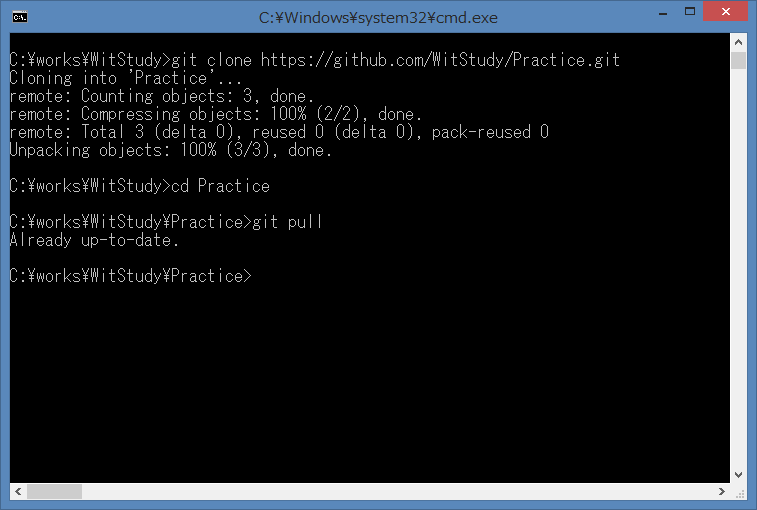 C:¥Windows¥system32¥cmd.exe
C:¥works¥WitStudy>git clone https://github.com/WitStudy/Practice.git
Cloning into 'Practice'...
remote: Counting objects: 3, done.
remote: Compressing objects: 100% (2/2), done.
remote: Total 3 (delta 0), reused 0 (delta 0), pack-reused 0
Unpacking objects: 100% (3/3), done.
C:¥works¥WitStudy>cd Practice
C:¥works¥WitStudy¥Practice>git pull
Already up-to-date.
C:¥works¥WitStudy¥Practice>